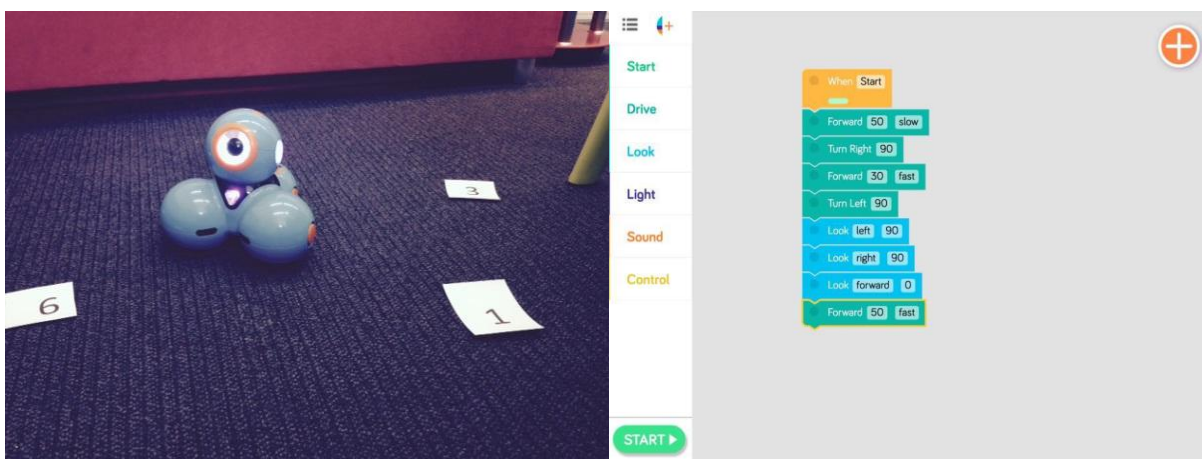 3
6
1
Start
Drive
Look
Light
Sound
Control
START
When Start
Forward 50 slow
Turn Right 90
Forward 30 fast
Turn Left 90
Look left 90
Look right 90
Look forward 0
Forward 50 fast